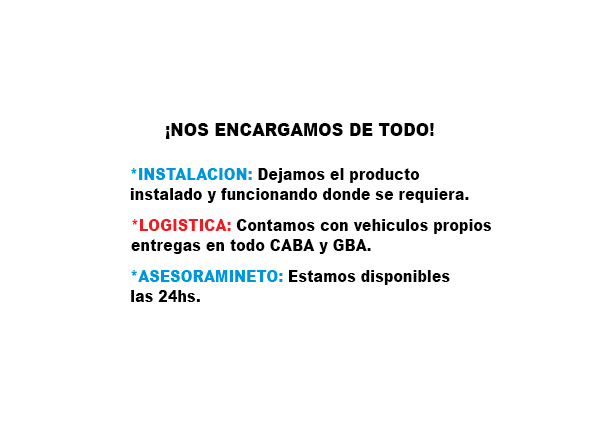 ¡NOS ENCARGAMOS DE TODO!
*INSTALACION: Dejamos el producto
instalado y funcionando donde se requiera.
*LOGISTICA: Contamos con vehiculos propios
entregas en todo CABA y GBA.
*ASESORAMINETO: Estamos disponibles
las 24hs.